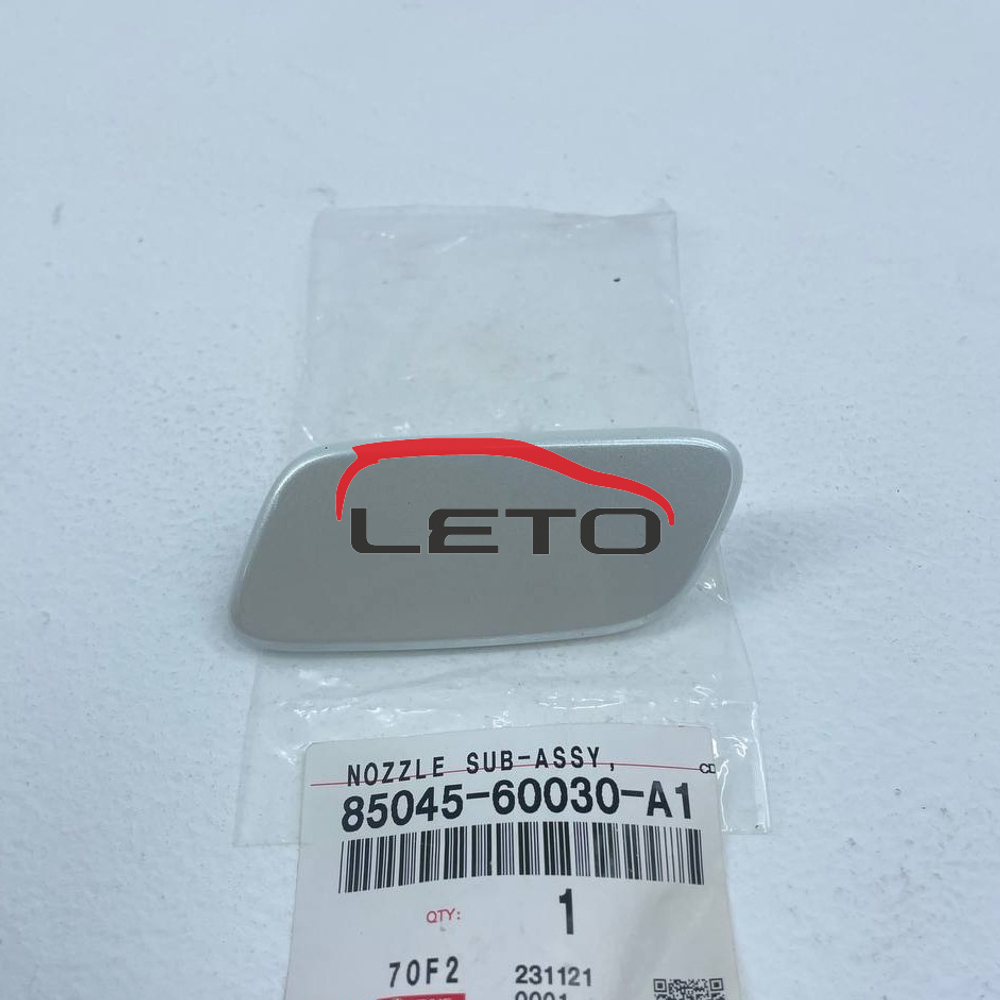 LETO
NOZZLE SUB-ASSY,
85045-60030-A1
QTY: 1
70F2 231121